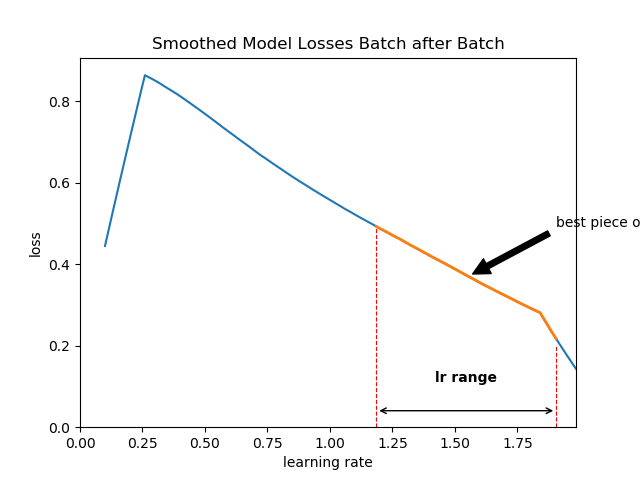 Smoothed Model Losses Batch after Batch
0.8
0.6
0.4
0.2
0.0
loss
best piece o
lr range
0.00 0.25 0.50 0.75 1.00 1.25 1.50 1.75
learning rate